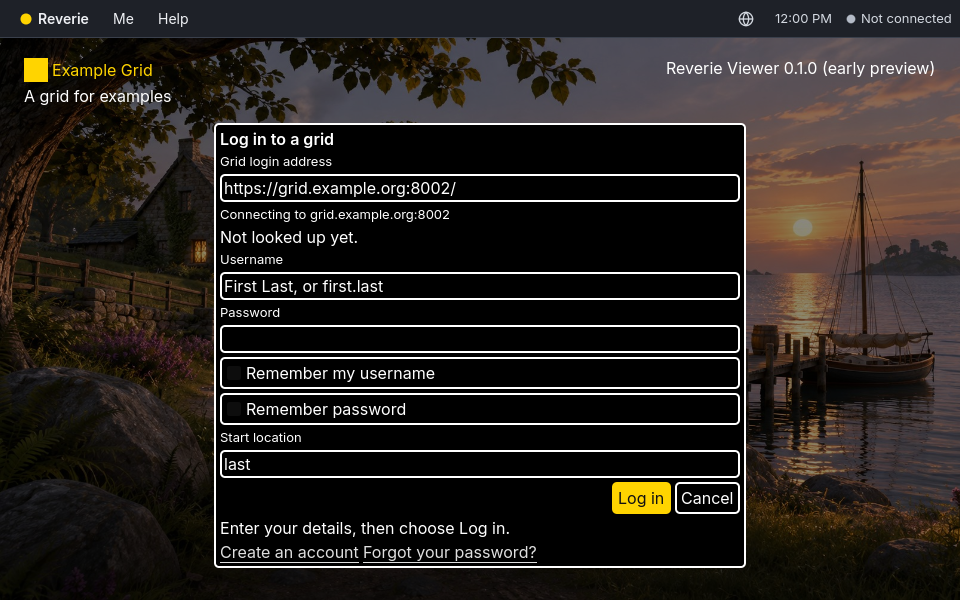 Reverie Me Help 12:00 PM Not connected
Example Grid
A grid for examples
Reverie Viewer 0.1.0 (early preview)
Log in to a grid
Grid login address
https://grid.example.org:8002/
Connecting to grid.example.org:8002
Not looked up yet.
Username
First Last, or first.last
Password
Remember my username
Remember password
Start location
last
Log in Cancel
Enter your details, then choose Log in.
Create an account Forgot your password?